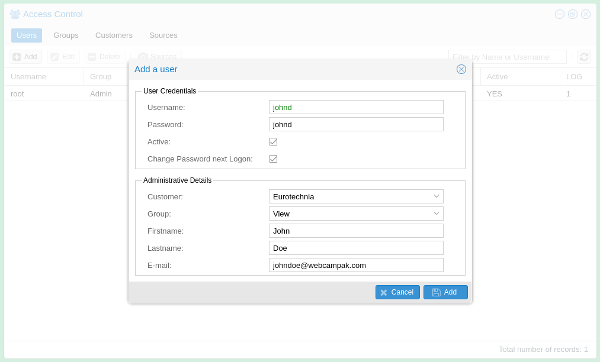 Access Control
Users Groups Customers Sources
Add Edit Delete Sources Filter by Name or Username
Username Group Active LOG
root Admin YES 1
Add a user
User Credentials
Username: johnd
Password: johnd
Active:
Change Password next Logon:
Administrative Details
Customer: Eurotechnia
Group: View
Firstname: John
Lastname: Doe
E-mail: johndoe@webcampak.com
Cancel Add
Total number of records: 1